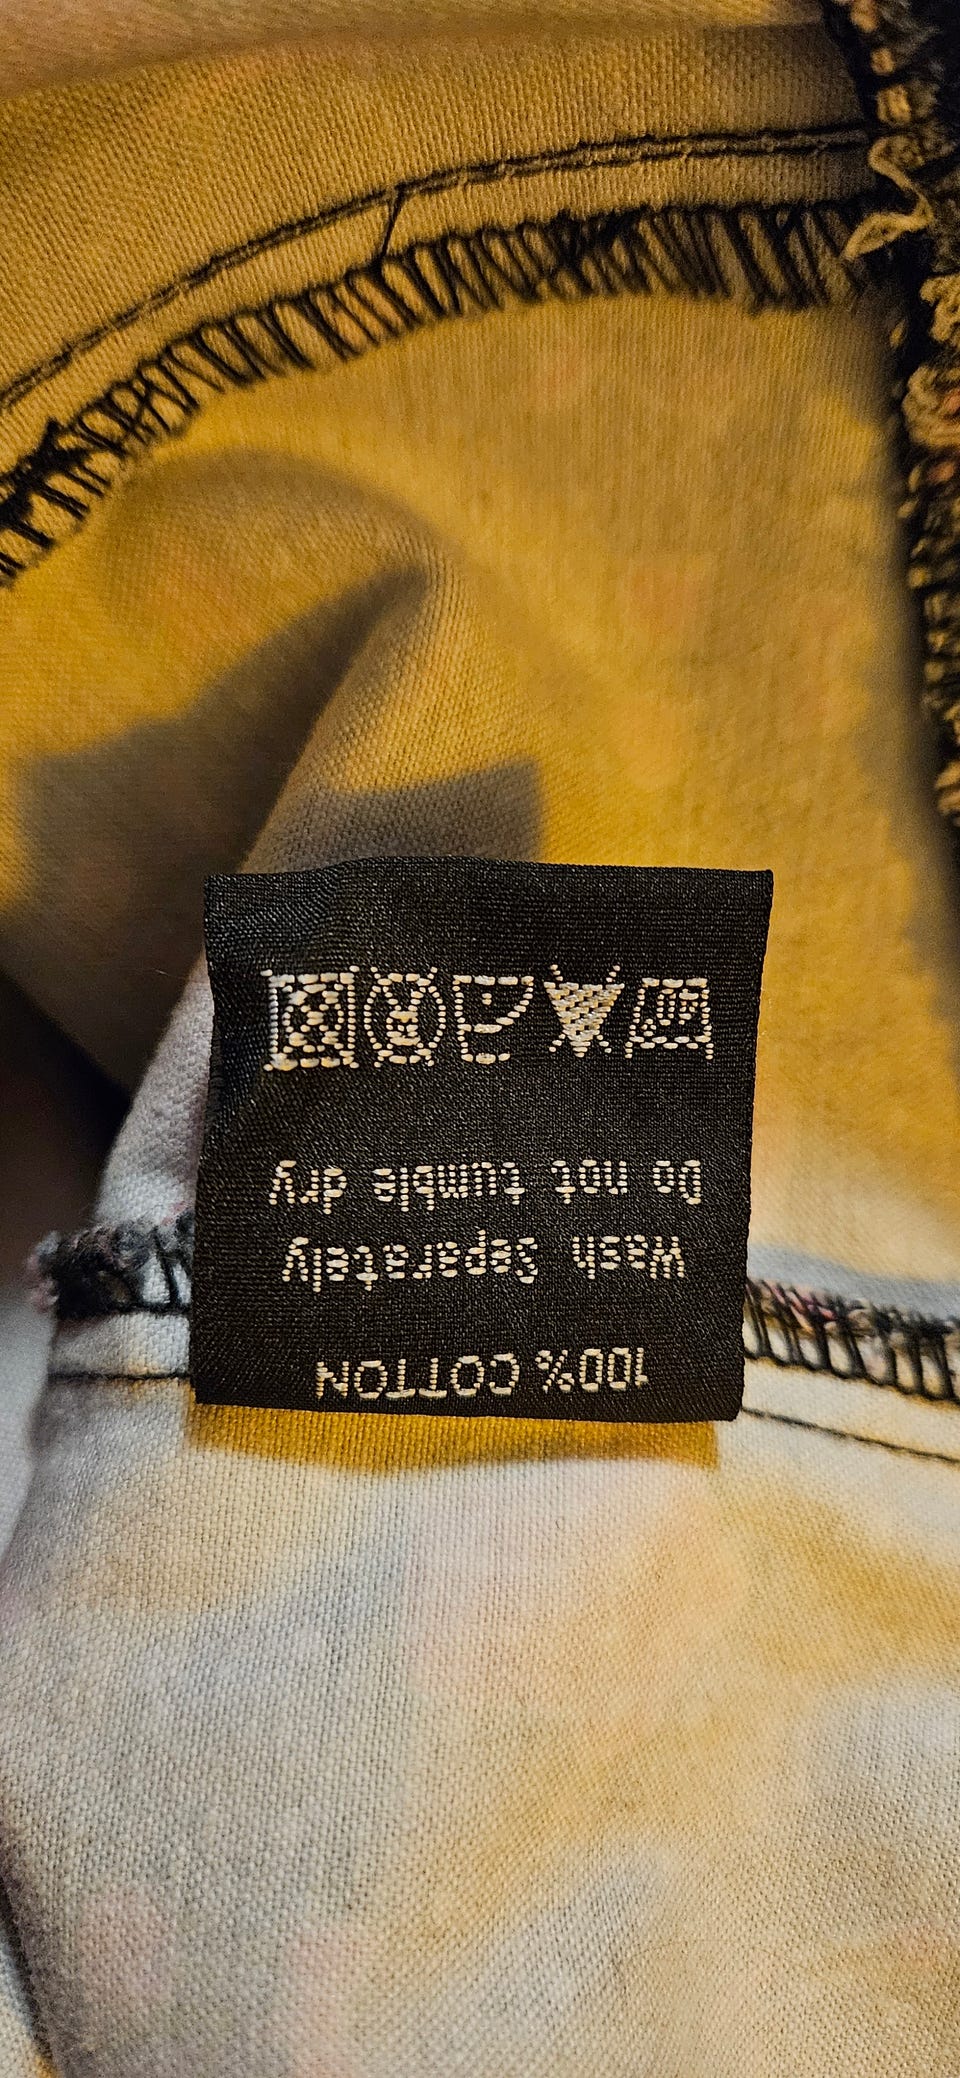 100% COTTON
Wash Separately
Do not tumble dry